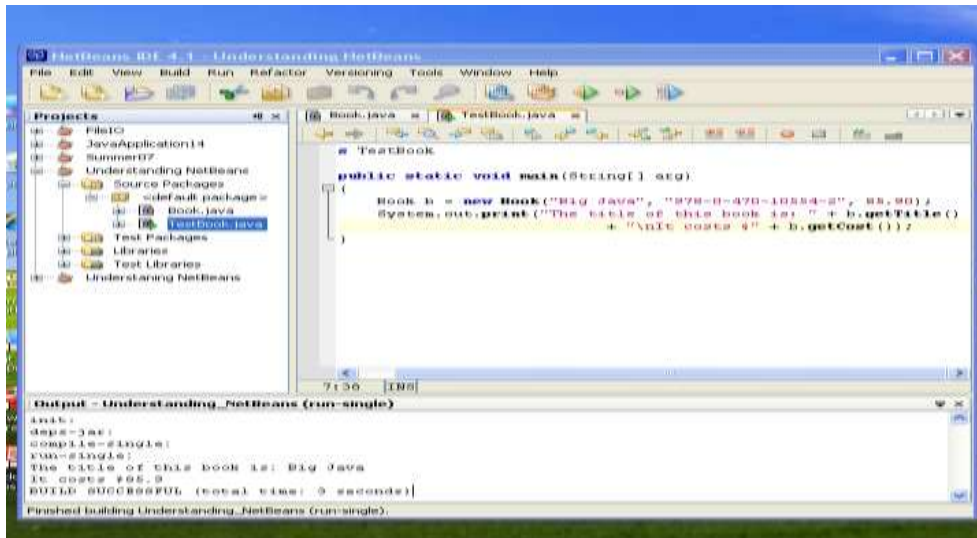 NetBeans IDE 4.1 - Understanding NetBeans
File Edit View Build Run Refactor Versioning Tools Window Help
Projects
FileIO
JavaApplication14
Summer07
Understanding NetBeans
Source Packages
<default package>
Book.java
TestBook.java
Test Packages
Libraries
Test Libraries
Understaning NetBeans
Book.java TestBook.java
TestBook
public static void main(String[] arg)
{
Book b = new Book("Big Java", "978-0-470-10554-2", 85.90);
System.out.print("The title of this book is: " + b.getTitle()
+ "\nIt costs $" + b.getCost());
}
7:36 INS
Output - Understanding_NetBeans (run-single)
init:
deps-jar:
compile-single:
run-single:
The title of this book is: Big Java
It costs $85.9
BUILD SUCCESSFUL (total time: seconds)
Finished building Understanding_NetBeans (run-single).